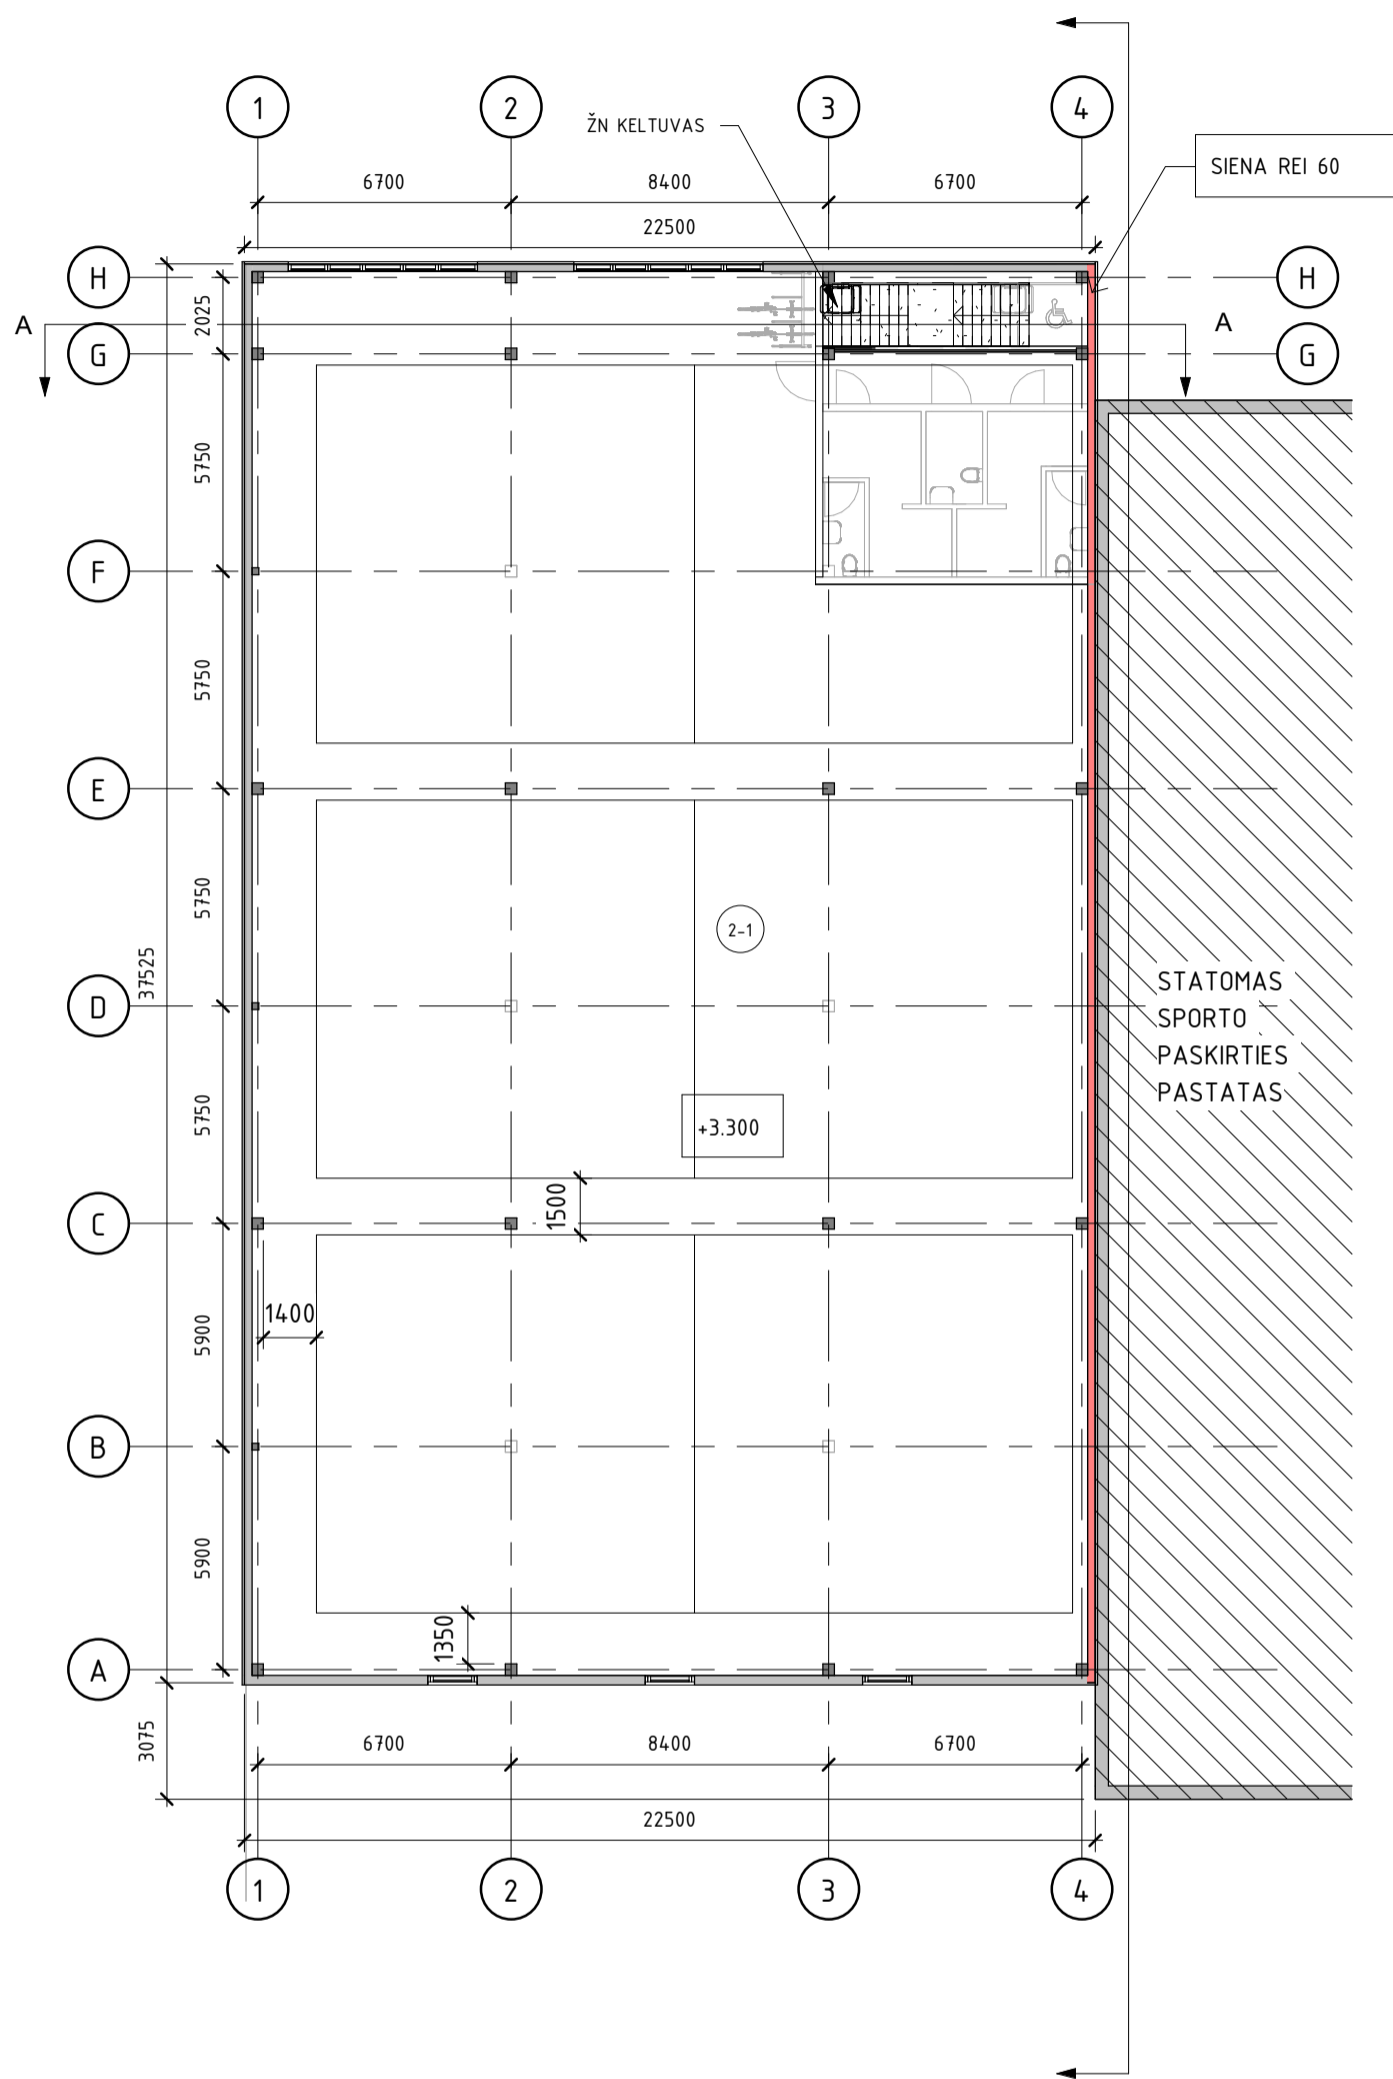 1 2 3 4
ŽN KELTUVAS
SIENA REI 60
6700 8400 6700
22500
H H
2025
A A
G G
5750
F
5750
E
5750
2-1
37525
D
STATOMAS
SPORTO
PASKIRTIES
PASTATAS
5750
+3.300
1500
C
1400
5900
B
5900
1350
A
3075
6700 8400 6700
22500
1 2 3 4